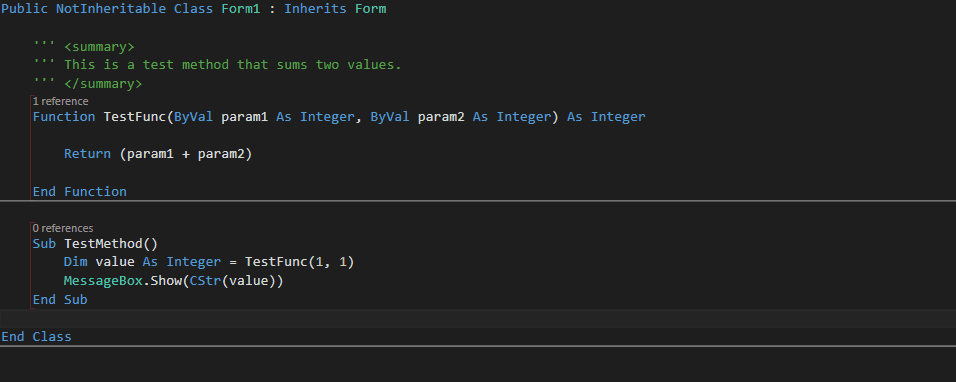 Public NotInheritable Class Form1 : Inherits Form
''' <summary>
''' This is a test method that sums two values.
''' </summary>
1 reference
Function TestFunc(ByVal param1 As Integer, ByVal param2 As Integer) As Integer
Return (param1 + param2)
End Function
0 references
Sub TestMethod()
Dim value As Integer = TestFunc(1, 1)
MessageBox.Show(CStr(value))
End Sub
End Class